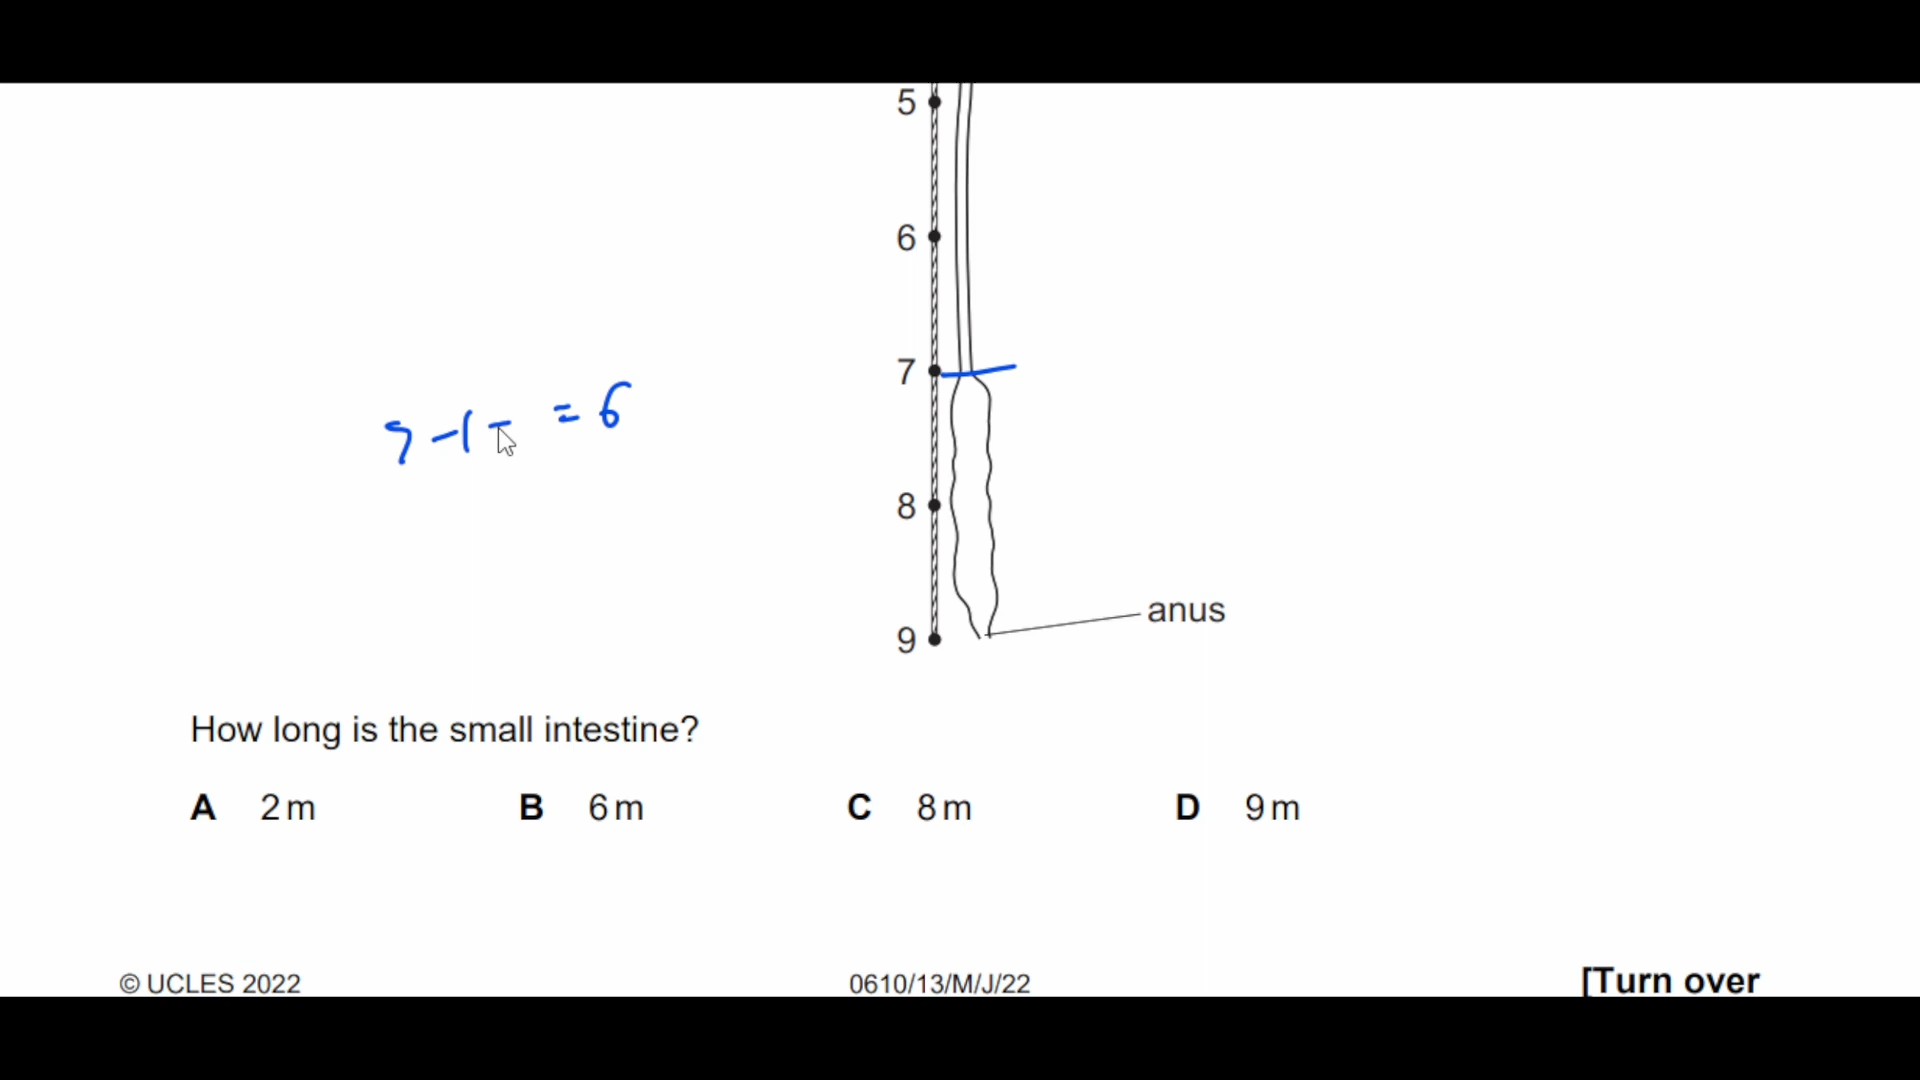 5
6
7
7 - 1 = = 6
8
anus
9
How long is the small intestine?
A 2 m B 6 m C 8 m D 9 m
© UCLES 2022 0610/13/M/J/22 [Turn over